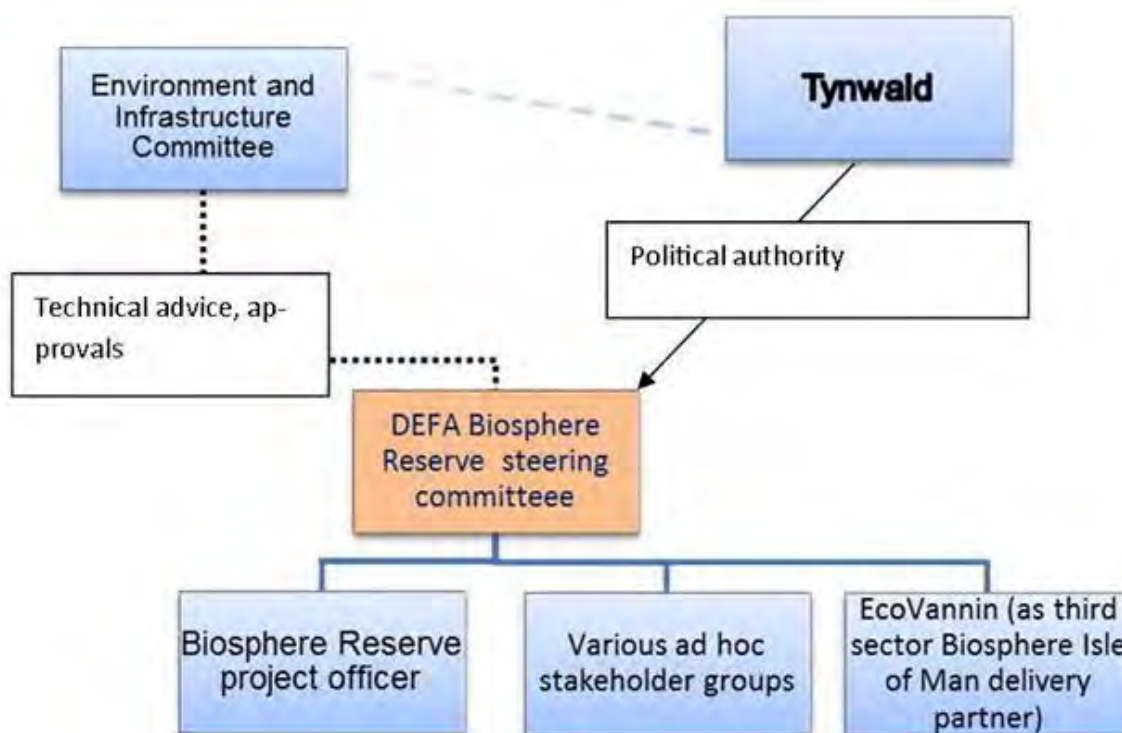 Environment and
Infrastructure
Committee
Tynwald
Political authority
Technical advice, ap-
provals
DEFA Biosphere
Reserve steering
committeee
Biosphere Reserve
project officer
Various ad hoc
stakeholder groups
EcoVannin (as third
sector Biosphere Isle
of Man delivery
partner)